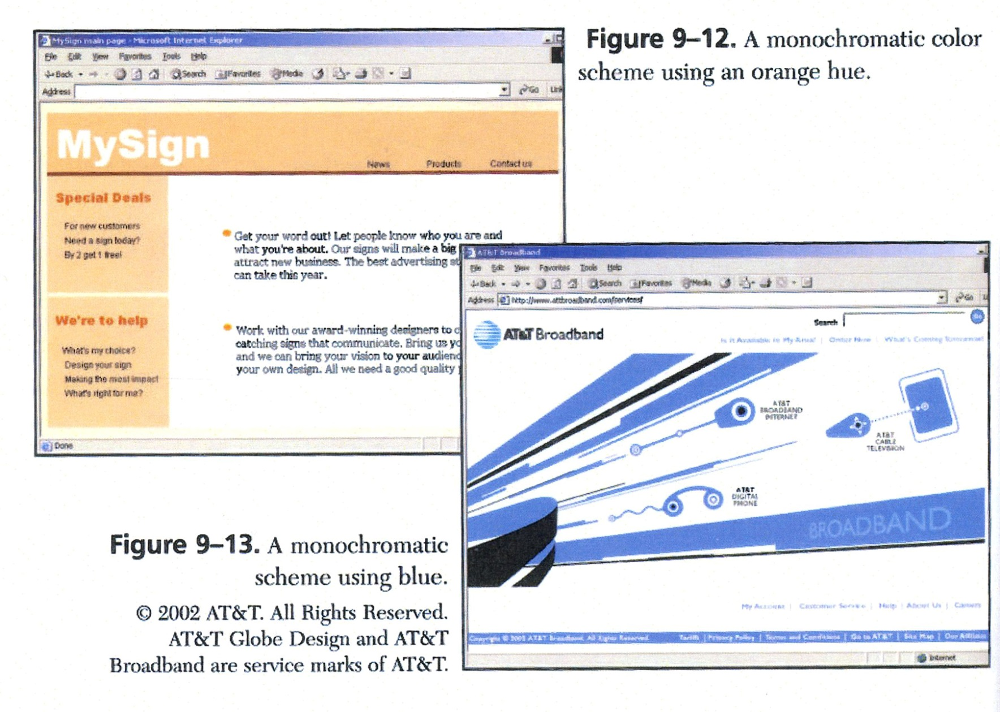 MySign main page - Microsoft Internet Explorer
File Edit View Favorites Tools Help
Back Search Favorites Media
Address Go
MySign
News Products Contact us
Special Deals
For new customers
Need a sign today?
By 2 get 1 free!
We're to help
What's my choice?
Design your sign
Making the most impact
What's right for me?
Get your word out! Let people know who you are and
what you're about. Our signs will make a big
attract new business. The best advertising
can take this year.
Work with our award-winning designers to
catching signs that communicate. Bring us
and we can bring your vision to your
your own design. All we need a good quality
Done
Figure 9–12. A monochromatic color
scheme using an orange hue.
AT&T Broadband
File Edit View Favorites Tools Help
Back Search Favorites Media
Address http://www.attbroadband.com/services/ Go
AT&T Broadband
Search Go
Is it Available in My Area? | Order Now | What's Coming Tomorrow?
AT&T
BROADBAND
INTERNET
AT&T
CABLE
TELEVISION
AT&T
DIGITAL
PHONE
BROADBAND
My Account | Customer Service | Help | About Us | Careers
Copyright © 2002 AT&T Broadband. All Rights Reserved. Tariffs | Privacy Policy | Terms and Conditions | Go to AT&T | Site Map | Our
Internet
Figure 9–13. A monochromatic
scheme using blue.
© 2002 AT&T. All Rights Reserved.
AT&T Globe Design and AT&T
Broadband are service marks of AT&T.